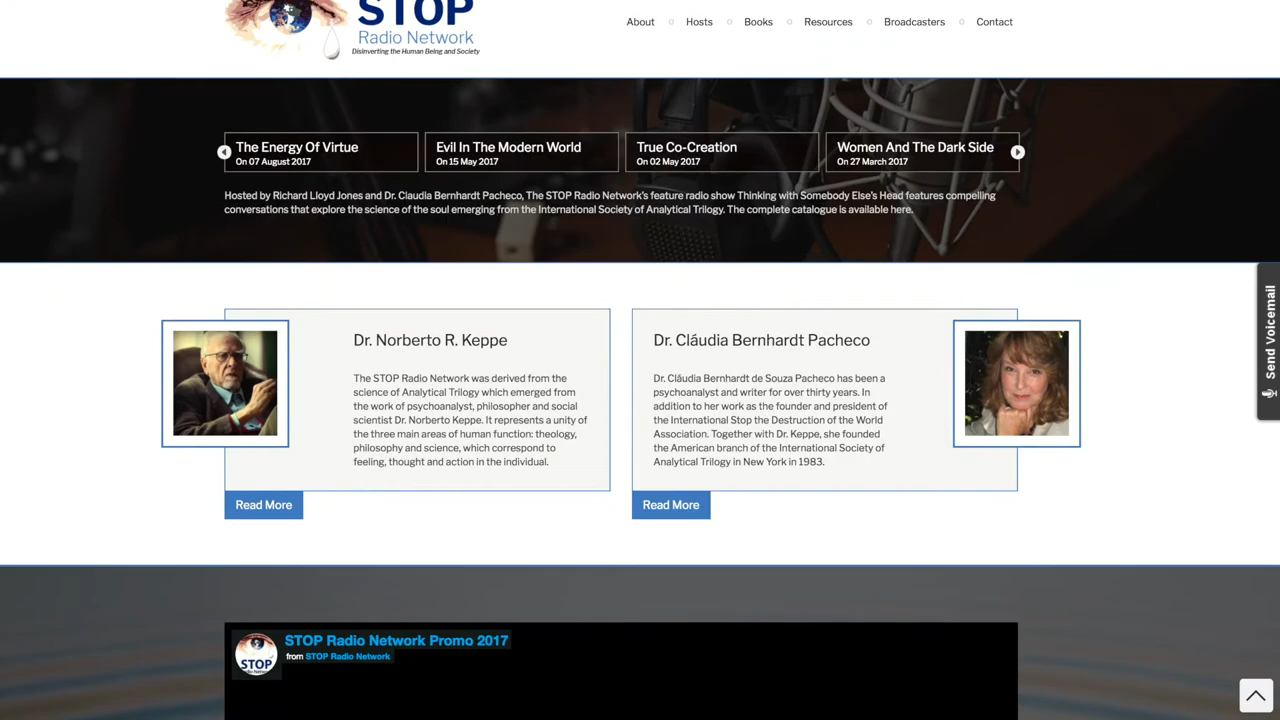 STOP
Radio Network
Disinverting the Human Being and Society
About
Hosts
Books
Resources
Broadcasters
Contact
The Energy Of Virtue
On 07 August 2017
Evil In The Modern World
On 15 May 2017
True Co-Creation
On 02 May 2017
Women And The Dark Side
On 27 March 2017
Hosted by Richard Lloyd Jones and Dr. Claudia Bernhardt Pacheco, The STOP Radio Network's feature radio show Thinking with Somebody Else's Head features compelling
conversations that explore the science of the soul emerging from the International Society of Analytical Trilogy. The complete catalogue is available here.
Send Voicemail
Dr. Norberto R. Keppe
The STOP Radio Network was derived from the
science of Analytical Trilogy which emerged from
the work of psychoanalyst, philosopher and social
scientist Dr. Norberto Keppe. It represents a unity of
the three main areas of human function: theology,
philosophy and science, which correspond to
feeling, thought and action in the individual.
Read More
Dr. Cláudia Bernhardt Pacheco
Dr. Cláudia Bernhardt de Souza Pacheco has been a
psychoanalyst and writer for over thirty years. In
addition to her work as the founder and president of
the International Stop the Destruction of the World
Association. Together with Dr. Keppe, she founded
the American branch of the International Society of
Analytical Trilogy in New York in 1983.
Read More
STOP
STOP Radio Network Promo 2017
from STOP Radio Network